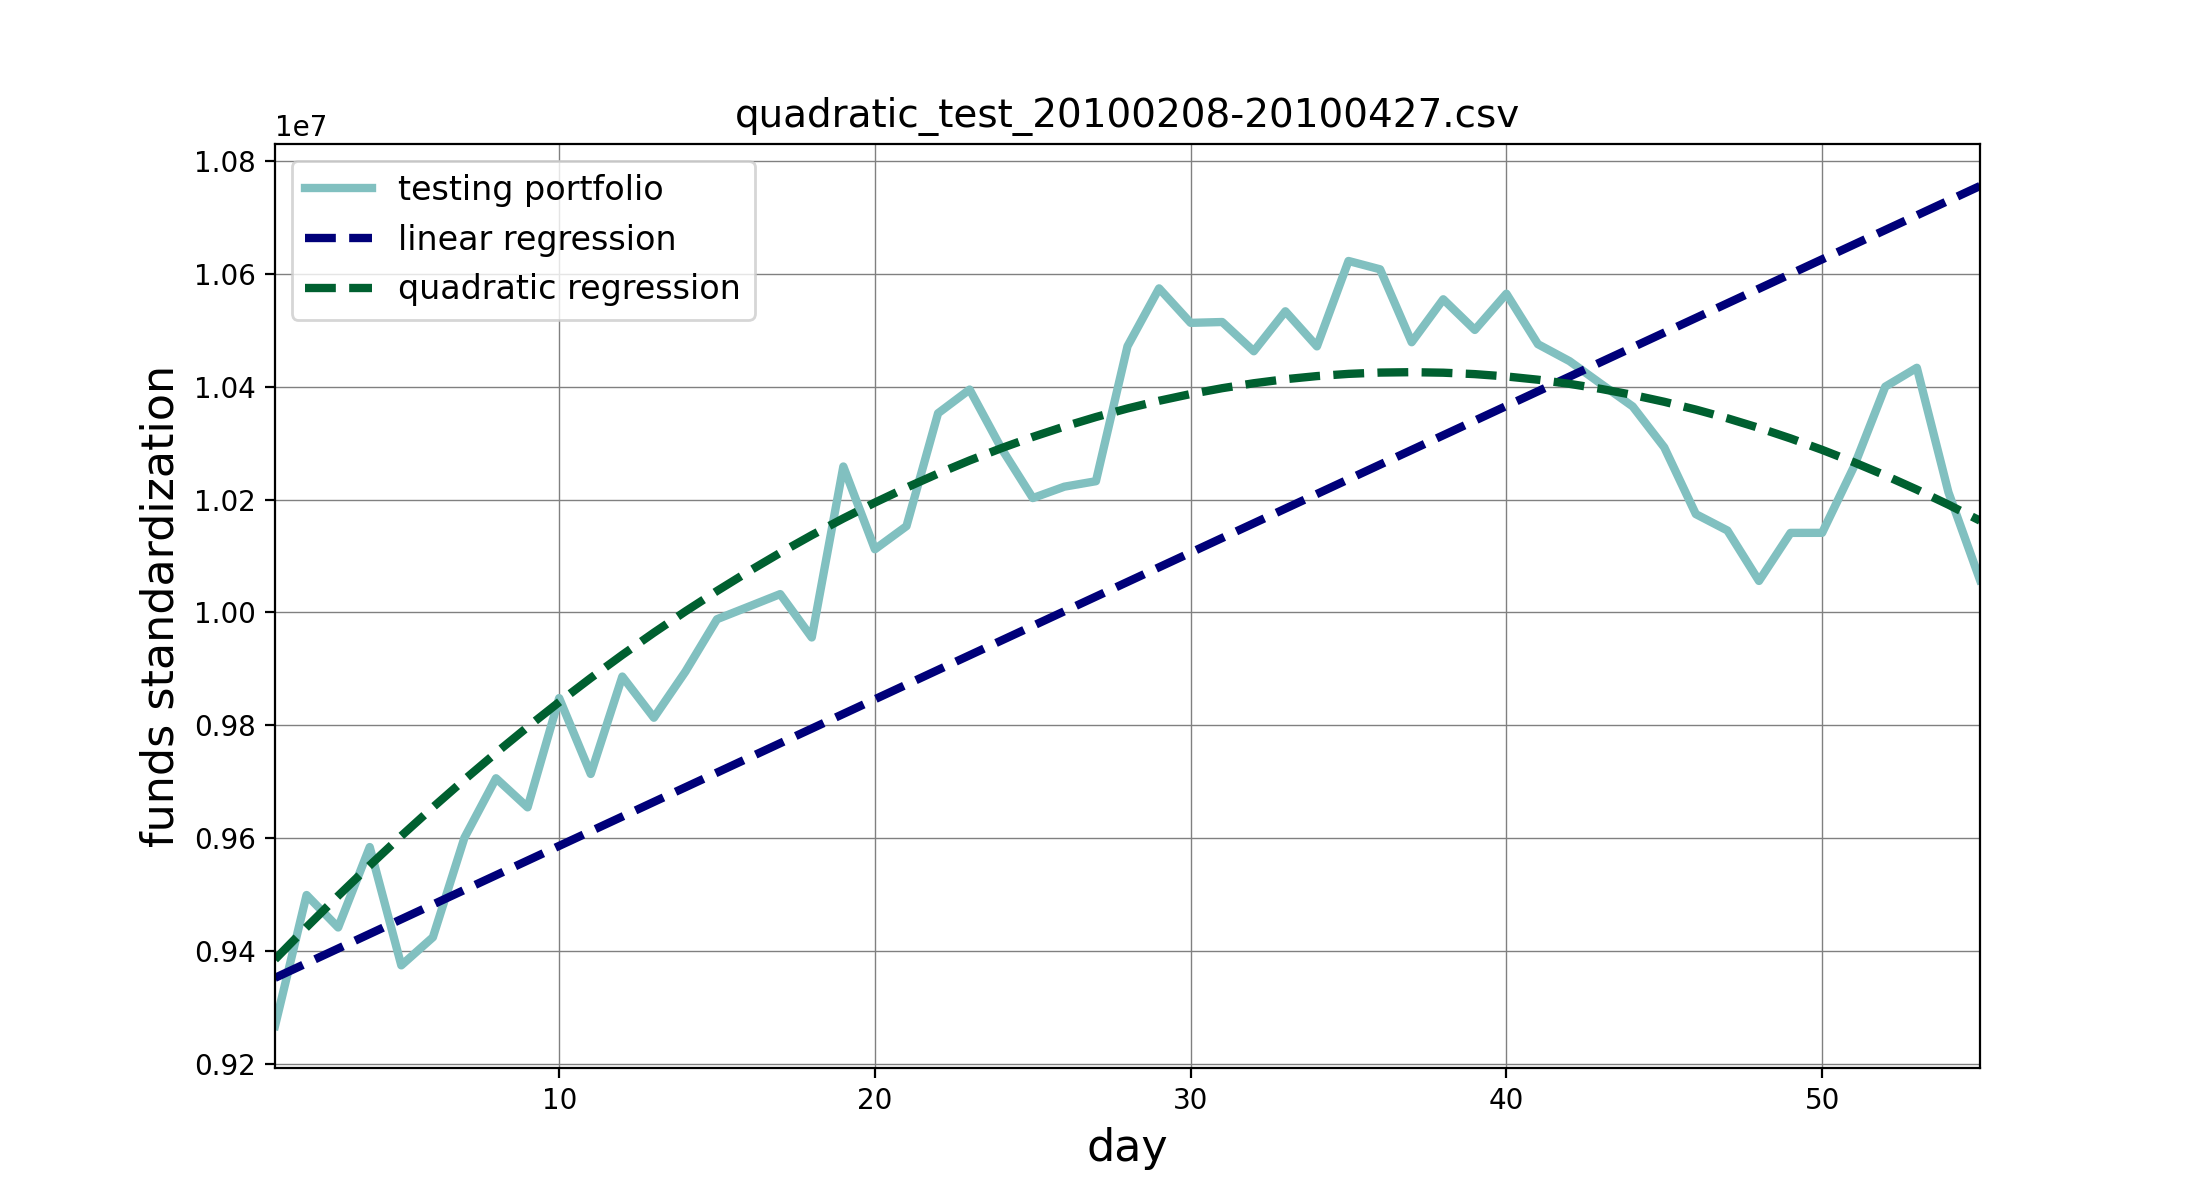 quadratic_test_20100208-20100427.csv
1e7
testing portfolio
linear regression
quadratic regression
1.08
1.06
1.04
1.02
1.00
0.98
0.96
0.94
0.92
funds standardization
10 20 30 40 50
day